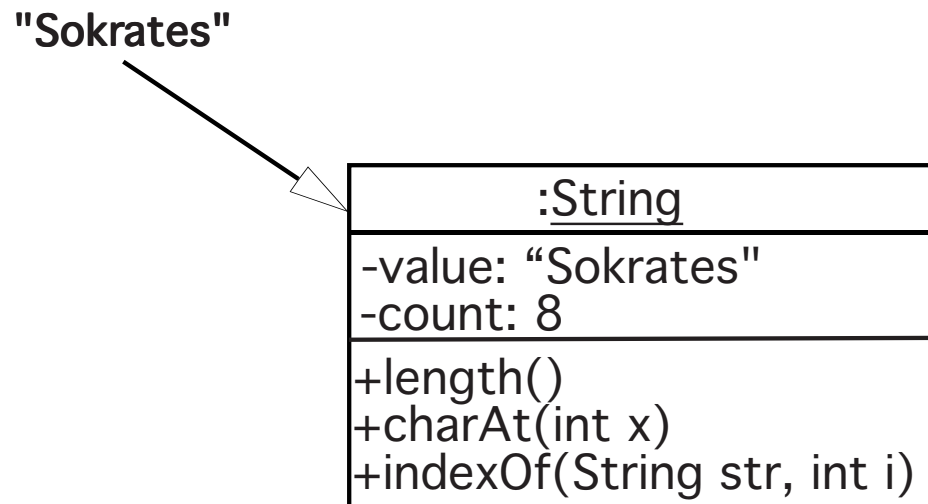 "Sokrates"
:String
-value: “Sokrates"
-count: 8
+length()
+charAt(int x)
+indexOf(String str, int i)